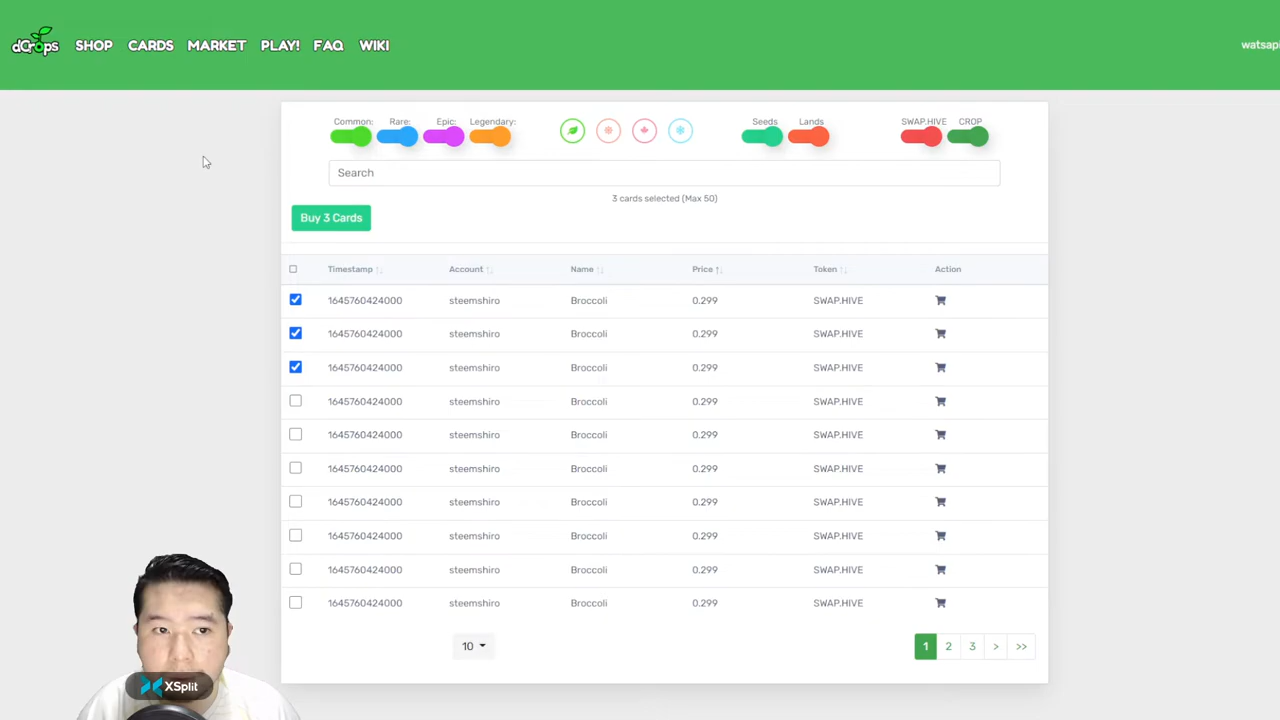 dCrops SHOP CARDS MARKET PLAY! FAQ WIKI watsapi
Common: Rare: Epic: Legendary: Seeds Lands SWAP.HIVE CROP
Search
3 cards selected (Max 50)
Buy 3 Cards
Timestamp Account Name Price Token Action
1645760424000 steemshiro Broccoli 0.299 SWAP.HIVE
1645760424000 steemshiro Broccoli 0.299 SWAP.HIVE
1645760424000 steemshiro Broccoli 0.299 SWAP.HIVE
1645760424000 steemshiro Broccoli 0.299 SWAP.HIVE
1645760424000 steemshiro Broccoli 0.299 SWAP.HIVE
1645760424000 steemshiro Broccoli 0.299 SWAP.HIVE
1645760424000 steemshiro Broccoli 0.299 SWAP.HIVE
1645760424000 steemshiro Broccoli 0.299 SWAP.HIVE
1645760424000 steemshiro Broccoli 0.299 SWAP.HIVE
1645760424000 steemshiro Broccoli 0.299 SWAP.HIVE
10 1 2 3 > >>
XSplit